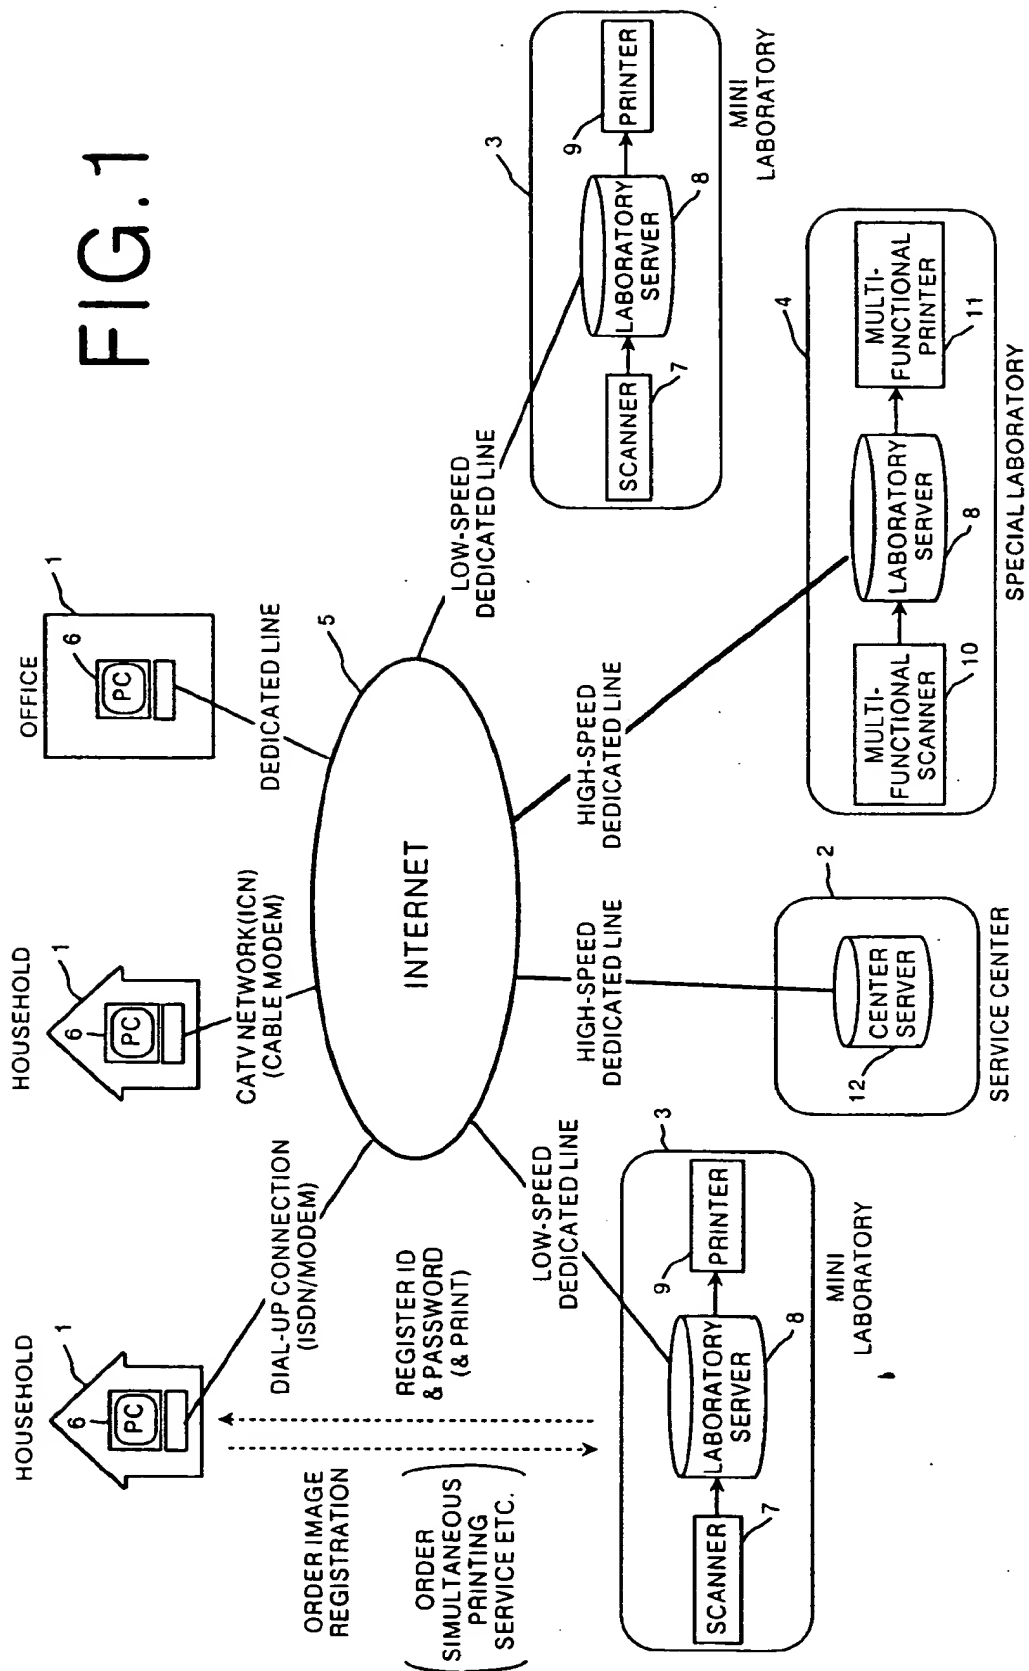 FIG.1
HOUSEHOLD
1
6
PC
HOUSEHOLD
1
6
PC
OFFICE
1
6
PC
DIAL-UP CONNECTION
(ISDN/MODEM)
CATV NETWORK(ICN)
(CABLE MODEM)
DEDICATED LINE
ORDER IMAGE
REGISTRATION
REGISTER ID
& PASSWORD
(& PRINT)
ORDER
SIMULTANEOUS
PRINTING
SERVICE ETC.
INTERNET
5
LOW-SPEED
DEDICATED LINE
HIGH-SPEED
DEDICATED LINE
HIGH-SPEED
DEDICATED LINE
LOW-SPEED
DEDICATED LINE
3
SCANNER
7
LABORATORY
SERVER
8
PRINTER
9
MINI
LABORATORY
2
CENTER
SERVER
12
SERVICE CENTER
4
MULTI-
FUNCTIONAL
SCANNER
10
LABORATORY
SERVER
8
MULTI-
FUNCTIONAL
PRINTER
11
SPECIAL LABORATORY
3
SCANNER
7
LABORATORY
SERVER
8
PRINTER
9
MINI
LABORATORY